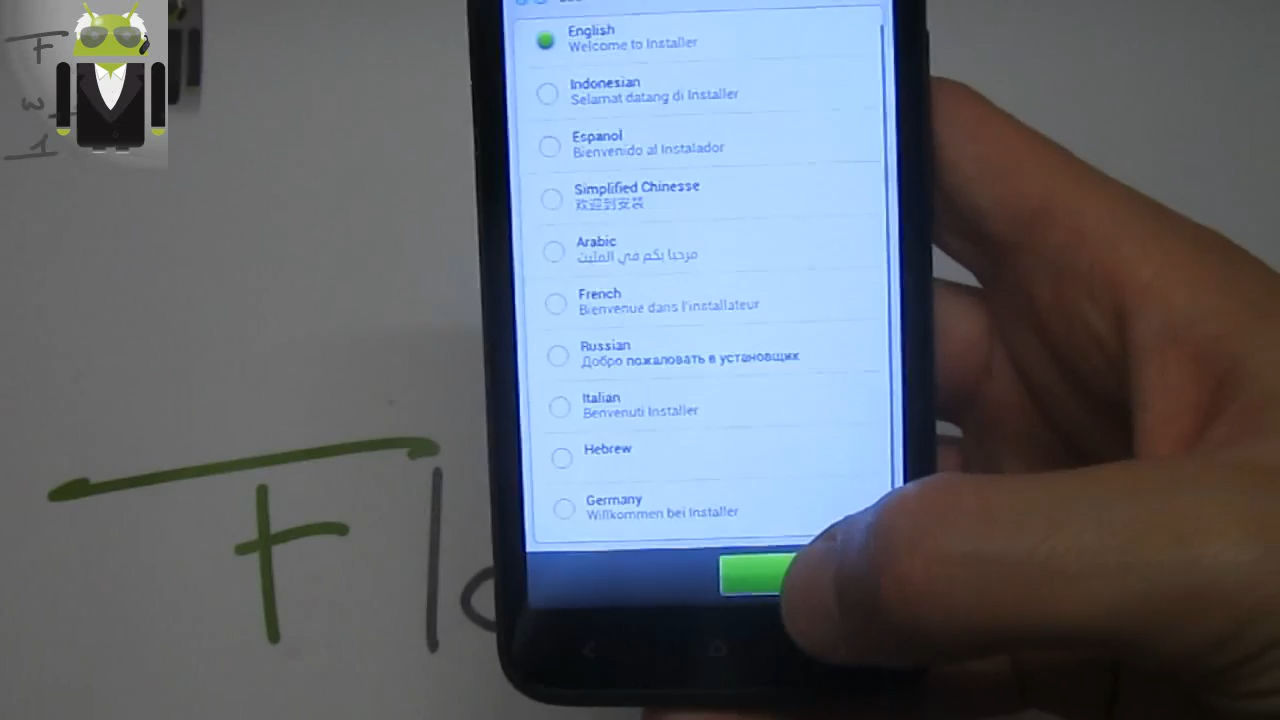 English
Welcome to Installer
Indonesian
Selamat datang di Installer
Espanol
Bienvenido al Instalador
Simplified Chinesse
欢迎到安装
Arabic
مرحبا بكم في المثبت
French
Bienvenue dans l'installateur
Russian
Добро пожаловать в установщик
Italian
Benvenuti Installer
Hebrew
Germany
Willkommen bei Installer